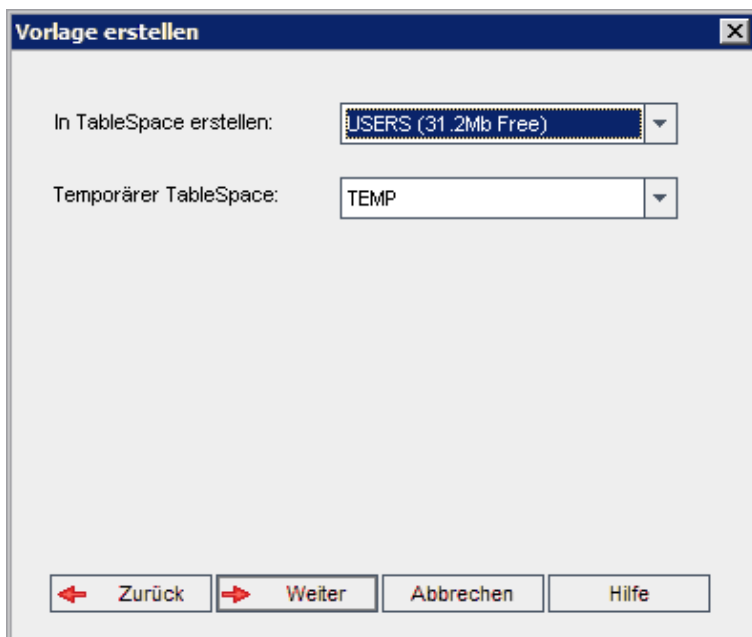 Vorlage erstellen
In TableSpace erstellen: USERS (31.2Mb Free)
Temporärer TableSpace: TEMP
Zurück Weiter Abbrechen Hilfe